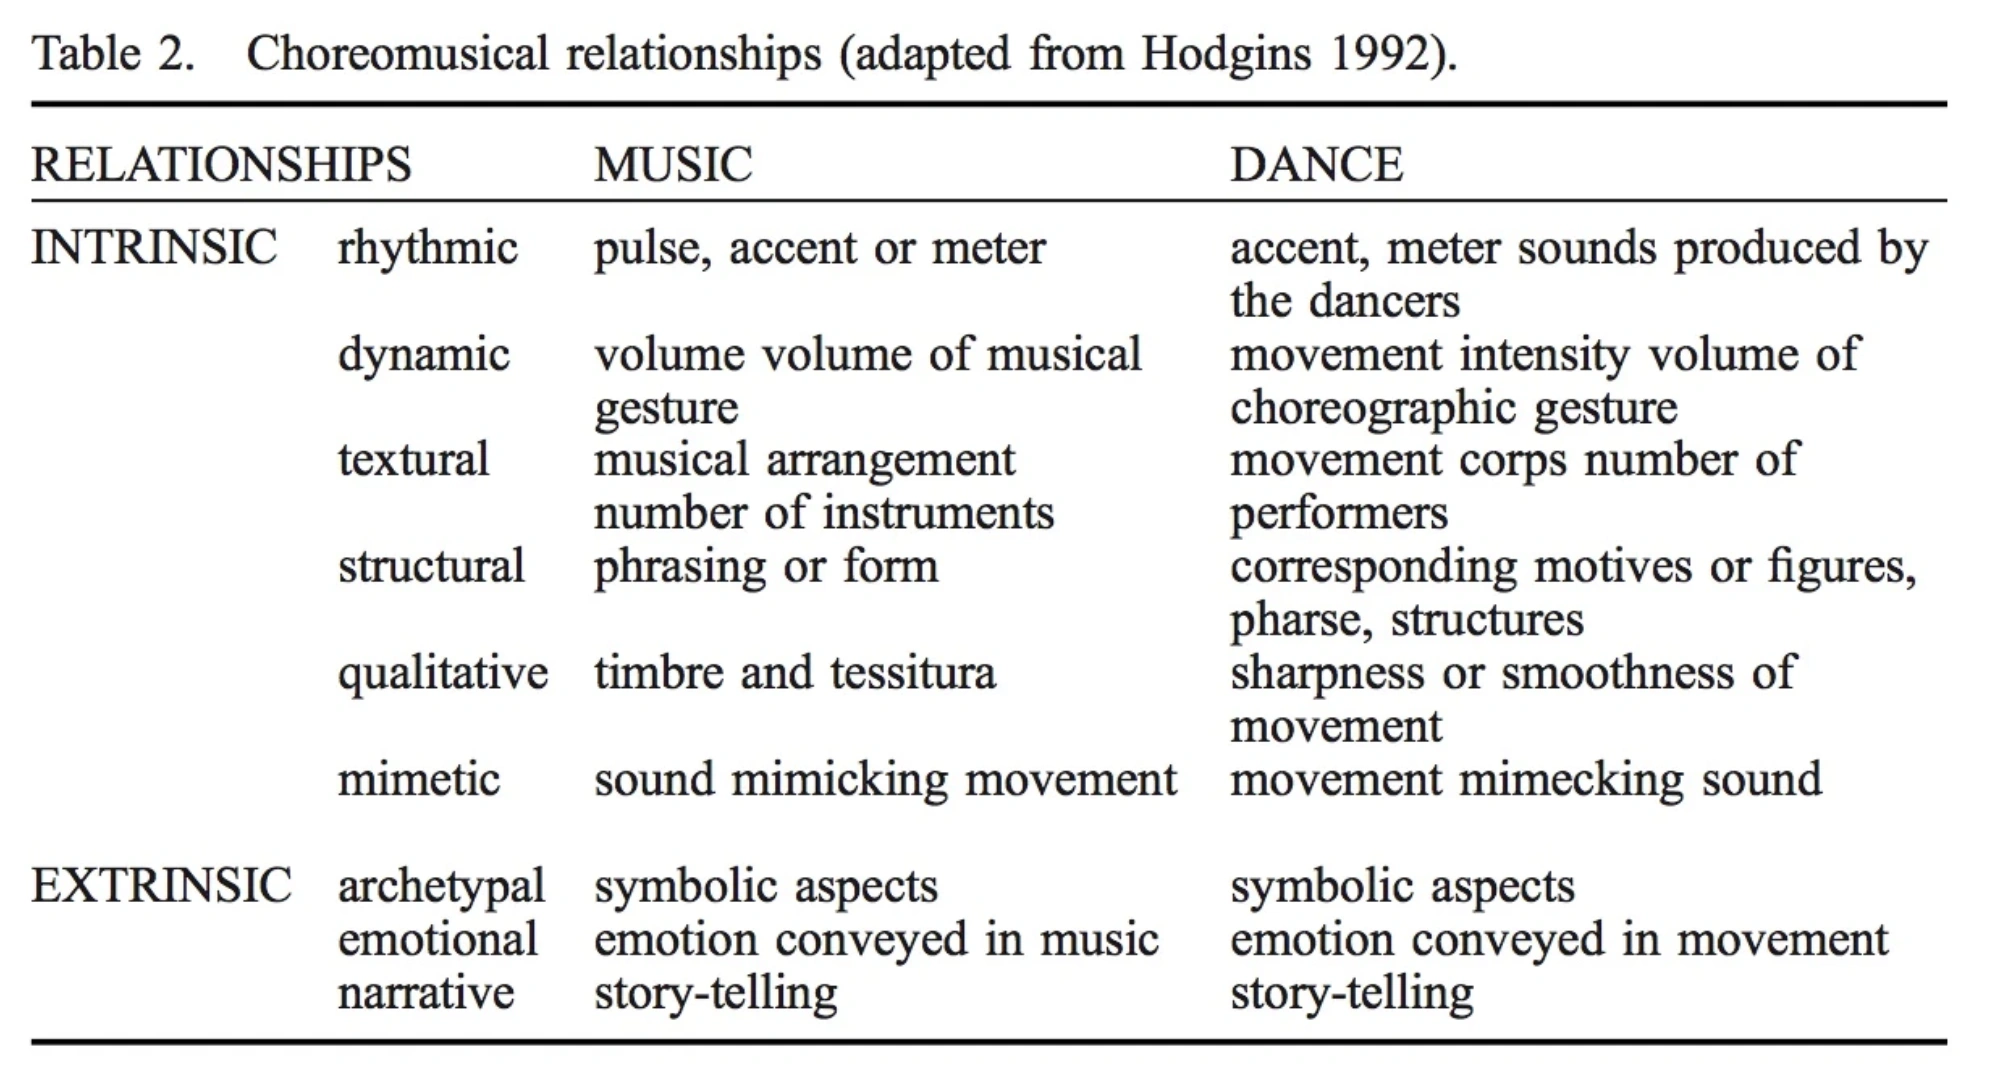 Table 2. Choreomusical relationships (adapted from Hodgins 1992).
RELATIONSHIPS MUSIC DANCE
INTRINSIC rhythmic pulse, accent or meter accent, meter sounds produced by
the dancers
dynamic volume volume of musical movement intensity volume of
gesture choreographic gesture
textural musical arrangement movement corps number of
number of instruments performers
structural phrasing or form corresponding motives or figures,
pharse, structures
qualitative timbre and tessitura sharpness or smoothness of
movement
mimetic sound mimicking movement movement mimecking sound
EXTRINSIC archetypal symbolic aspects symbolic aspects
emotional emotion conveyed in music emotion conveyed in movement
narrative story-telling story-telling